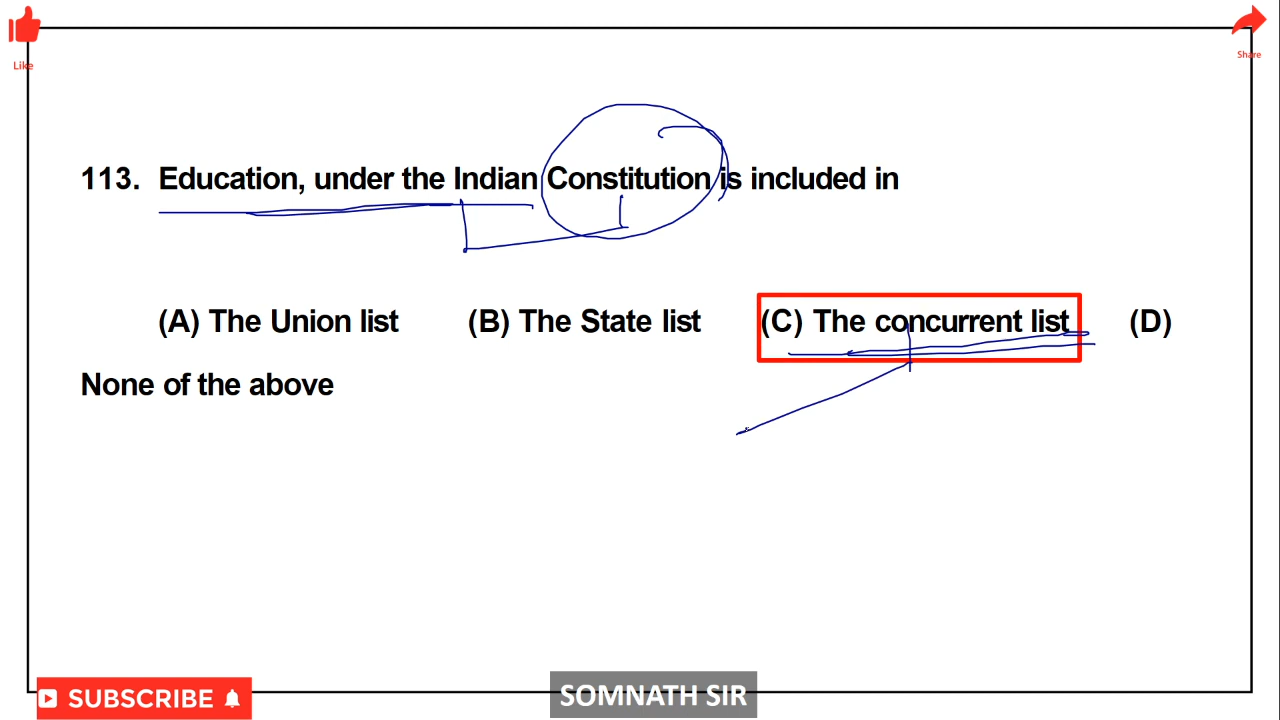 Like
Share
113. Education, under the Indian Constitution is included in
(A) The Union list (B) The State list (C) The concurrent list (D)
None of the above
SUBSCRIBE
SOMNATH SIR